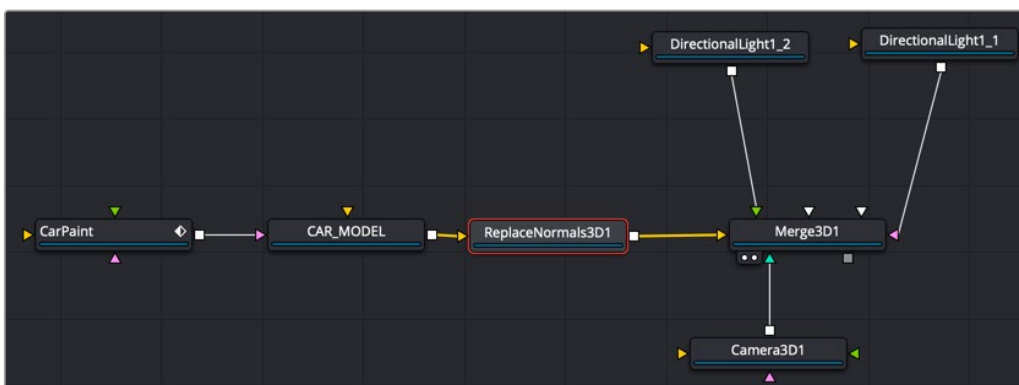 DirectionalLight1_2
DirectionalLight1_1
CarPaint
CAR_MODEL
ReplaceNormals3D1
Merge3D1
Camera3D1